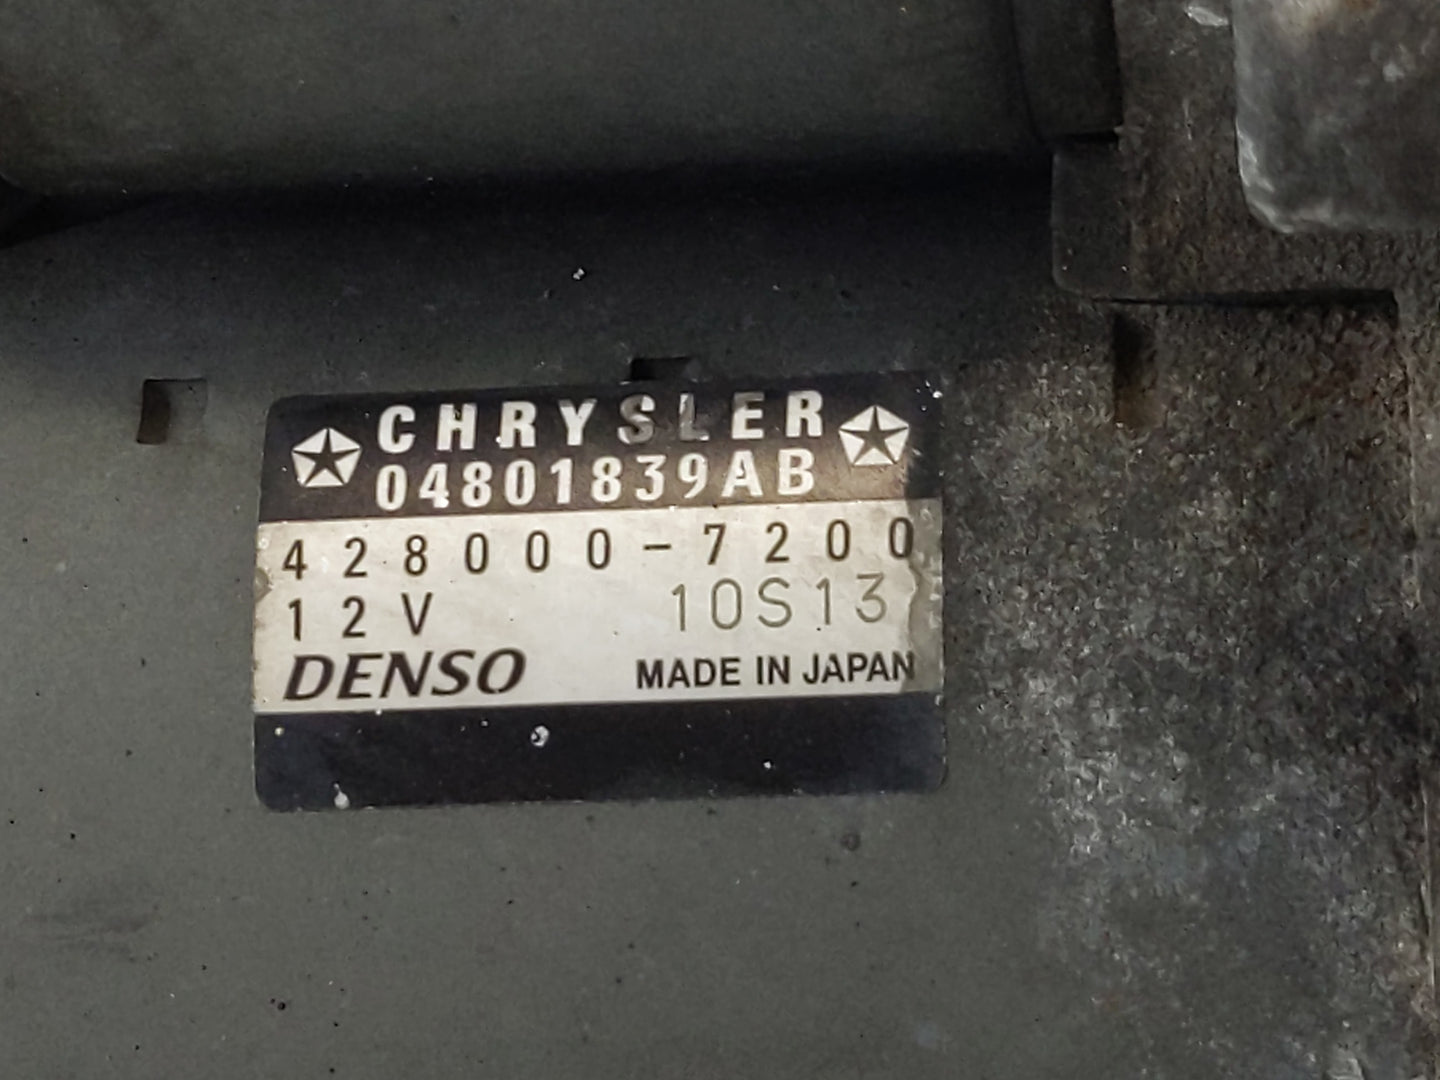 CHRYSLER
04801839AB
428000-7200
12V 10S13
DENSO MADE IN JAPAN